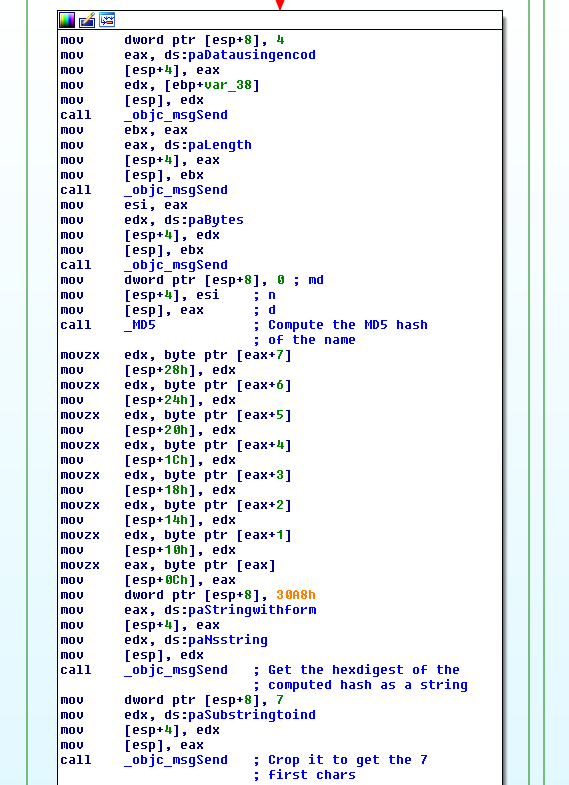 mov dword ptr [esp+8], 4
mov eax, ds:paDatausingencod
mov [esp+4], eax
mov edx, [ebp+var_38]
mov [esp], edx
call _objc_msgSend
mov ebx, eax
mov eax, ds:paLength
mov [esp+4], eax
mov [esp], ebx
call _objc_msgSend
mov esi, eax
mov edx, ds:paBytes
mov [esp+4], edx
mov [esp], ebx
call _objc_msgSend
mov dword ptr [esp+8], 0 ; md
mov [esp+4], esi ; n
mov [esp], eax ; d
call _MD5 ; Compute the MD5 hash
; of the name
movzx edx, byte ptr [eax+7]
mov [esp+28h], edx
movzx edx, byte ptr [eax+6]
mov [esp+24h], edx
movzx edx, byte ptr [eax+5]
mov [esp+20h], edx
movzx edx, byte ptr [eax+4]
mov [esp+1Ch], edx
movzx edx, byte ptr [eax+3]
mov [esp+18h], edx
movzx edx, byte ptr [eax+2]
mov [esp+14h], edx
movzx edx, byte ptr [eax+1]
mov [esp+10h], edx
movzx eax, byte ptr [eax]
mov [esp+0Ch], eax
mov dword ptr [esp+8], 30A8h
mov eax, ds:paStringwithform
mov [esp+4], eax
mov edx, ds:paNsstring
mov [esp], edx
call _objc_msgSend ; Get the hexdigest of the
; computed hash as a string
mov dword ptr [esp+8], 7
mov edx, ds:paSubstringtoind
mov [esp+4], edx
mov [esp], eax
call _objc_msgSend ; Crop it to get the 7
; first chars